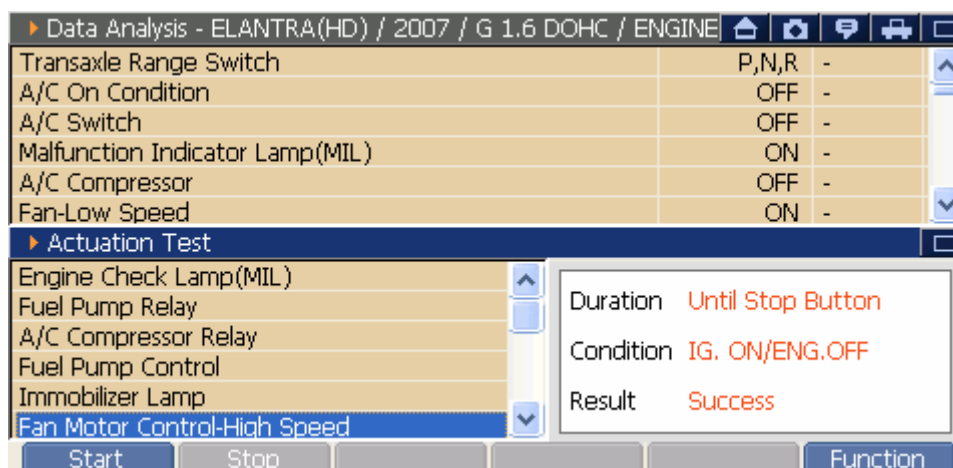 Data Analysis - ELANTRA(HD) / 2007 / G 1.6 DOHC / ENGINE
Transaxle Range Switch P,N,R -
A/C On Condition OFF -
A/C Switch OFF -
Malfunction Indicator Lamp(MIL) ON -
A/C Compressor OFF -
Fan-Low Speed ON -
Actuation Test
Engine Check Lamp(MIL)
Fuel Pump Relay
A/C Compressor Relay
Fuel Pump Control
Immobilizer Lamp
Fan Motor Control-High Speed
Duration Until Stop Button
Condition IG. ON/ENG.OFF
Result Success
Start Stop Function